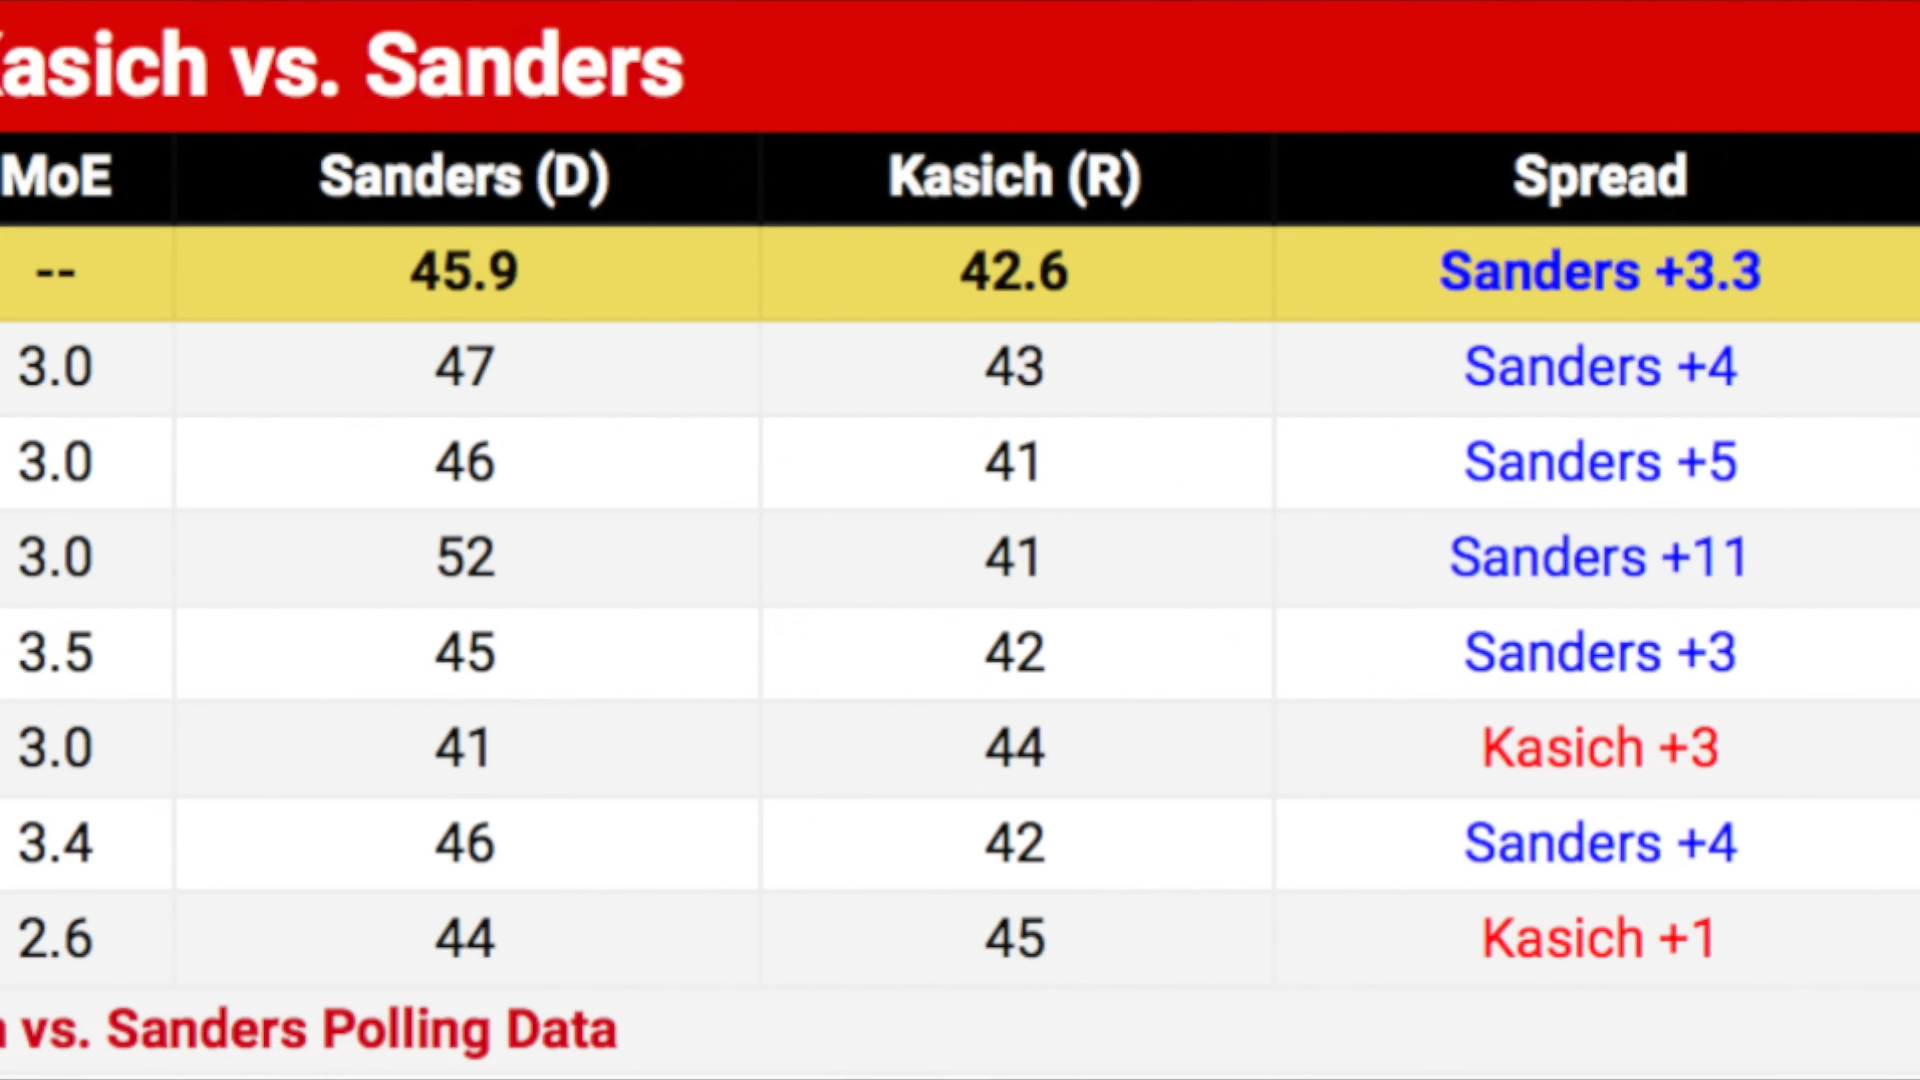 asich vs. Sanders
MoE Sanders (D) Kasich (R) Spread
-- 45.9 42.6 Sanders +3.3
3.0 47 43 Sanders +4
3.0 46 41 Sanders +5
3.0 52 41 Sanders +11
3.5 45 42 Sanders +3
3.0 41 44 Kasich +3
3.4 46 42 Sanders +4
2.6 44 45 Kasich +1
vs. Sanders Polling Data